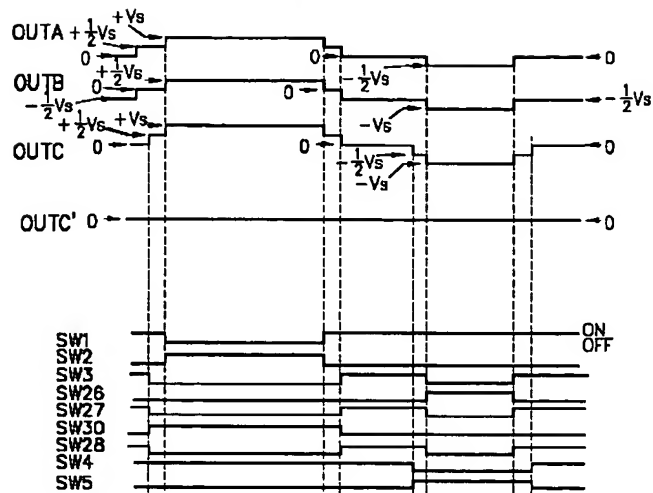 OUTA +1/2Vs +Vs
0 0 -1/2Vs 0
OUTB +1/2Vs
0 0
-1/2Vs -Vs -1/2Vs
+1/2Vs +Vs
OUTC 0 0 -1/2Vs 0
-Vs
OUTC' 0 0
SW1 ON
SW2 OFF
SW3
SW26
SW27
SW30
SW28
SW4
SW5